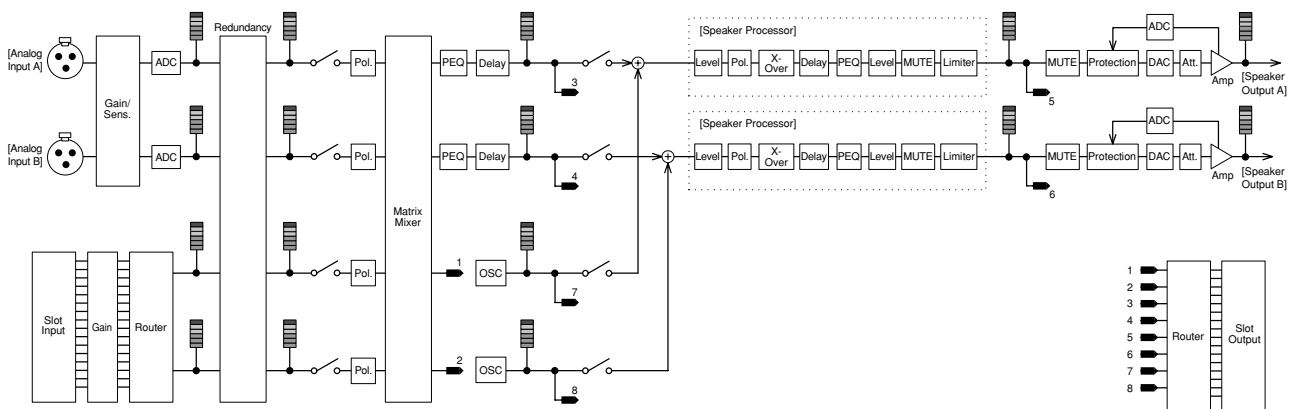 Redundancy
[Analog
Input A]
Gain/
Sens.
ADC
Pol.
PEQ
Delay
3
[Speaker Processor]
Level
Pol.
X-
Over
Delay
PEQ
Level
MUTE
Limiter
5
MUTE
Protection
ADC
DAC
Att.
Amp
[Speaker
Output A]
[Analog
Input B]
ADC
Pol.
PEQ
Delay
4
[Speaker Processor]
Level
Pol.
X-
Over
Delay
PEQ
Level
MUTE
Limiter
6
MUTE
Protection
ADC
DAC
Att.
Amp
[Speaker
Output B]
Matrix
Mixer
Slot
Input
Gain
Router
Pol.
1
OSC
7
Pol.
2
OSC
8
1
2
3
4
5
6
7
8
Router
Slot
Output